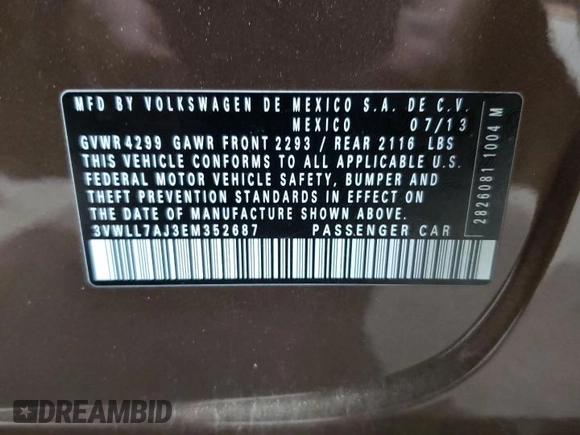 MFD BY VOLKSWAGEN DE MEXICO S.A. DE C.V.
MEXICO 07/13
GVWR 4299 GAWR FRONT 2293 / REAR 2116 LBS
THIS VEHICLE CONFORMS TO ALL APPLICABLE U.S.
FEDERAL MOTOR VEHICLE SAFETY, BUMPER AND
THEFT PREVENTION STANDARDS IN EFFECT ON
THE DATE OF MANUFACTURE SHOWN ABOVE.
3VWLL7AJ3EM352687 PASSENGER CAR
2826081 1004 M
DREAMBID